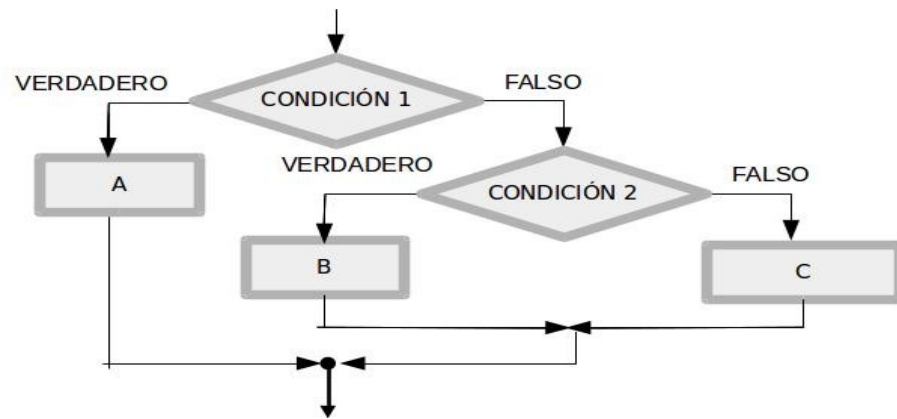 VERDADERO
CONDICIÓN 1
FALSO
A
VERDADERO
CONDICIÓN 2
FALSO
B
C